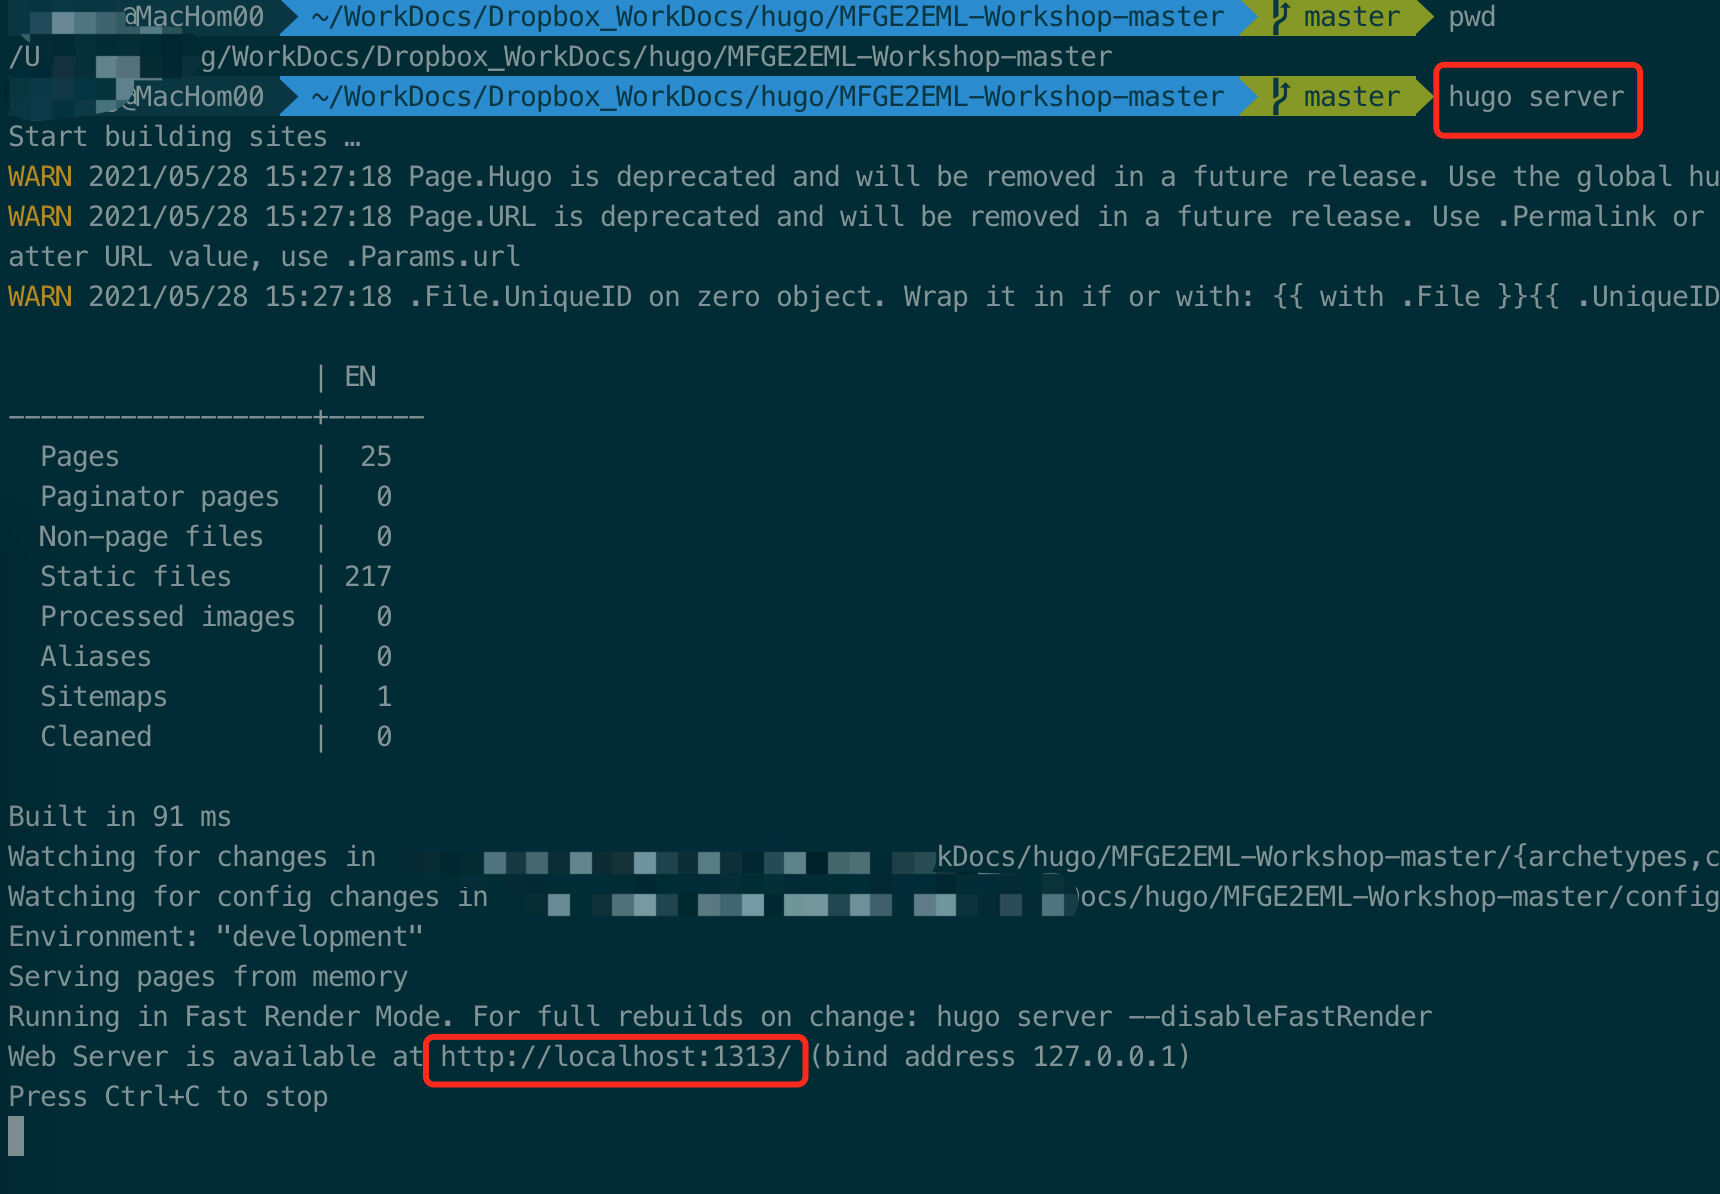 @MacHom00 ~/WorkDocs/Dropbox_WorkDocs/hugo/MFGE2EML-Workshop-master master pwd
/U g/WorkDocs/Dropbox_WorkDocs/hugo/MFGE2EML-Workshop-master
@MacHom00 ~/WorkDocs/Dropbox_WorkDocs/hugo/MFGE2EML-Workshop-master master hugo server
Start building sites …
WARN 2021/05/28 15:27:18 Page.Hugo is deprecated and will be removed in a future release. Use the global hu
WARN 2021/05/28 15:27:18 Page.URL is deprecated and will be removed in a future release. Use .Permalink or
atter URL value, use .Params.url
WARN 2021/05/28 15:27:18 .File.UniqueID on zero object. Wrap it in if or with: {{ with .File }}{{ .UniqueID
| EN
-------------------+------
Pages | 25
Paginator pages | 0
Non-page files | 0
Static files | 217
Processed images | 0
Aliases | 0
Sitemaps | 1
Cleaned | 0
Built in 91 ms
Watching for changes in kDocs/hugo/MFGE2EML-Workshop-master/{archetypes,c
Watching for config changes in ocs/hugo/MFGE2EML-Workshop-master/config
Environment: "development"
Serving pages from memory
Running in Fast Render Mode. For full rebuilds on change: hugo server --disableFastRender
Web Server is available at http://localhost:1313/ (bind address 127.0.0.1)
Press Ctrl+C to stop